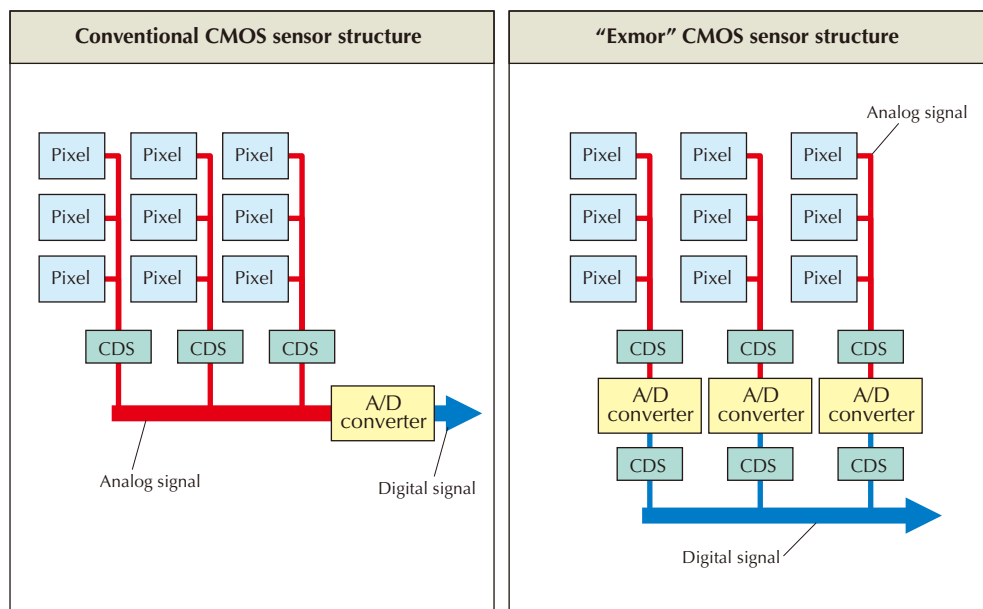 Conventional CMOS sensor structure
Pixel Pixel Pixel
Pixel Pixel Pixel
Pixel Pixel Pixel
CDS CDS CDS
A/D
converter
Analog signal
Digital signal
“Exmor” CMOS sensor structure
Analog signal
Pixel Pixel Pixel
Pixel Pixel Pixel
Pixel Pixel Pixel
CDS CDS CDS
A/D A/D A/D
converter converter converter
CDS CDS CDS
Digital signal